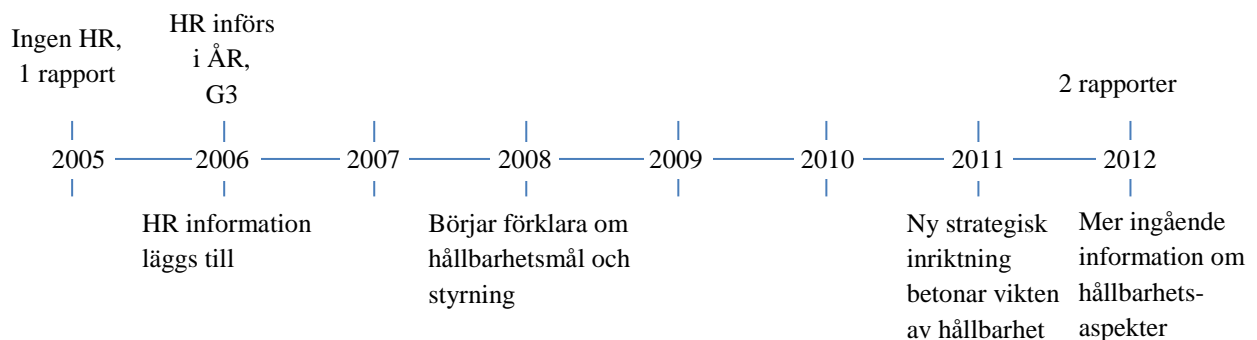 Ingen HR,
1 rapport
HR införs
i ÅR,
G3
2 rapporter
2005
2006
2007
2008
2009
2010
2011
2012
HR information
läggs till
Börjar förklara om
hållbarhetsmål och
styrning
Ny strategisk
inriktning
betonar vikten
av hållbarhet
Mer ingående
information om
hållbarhets-
aspekter